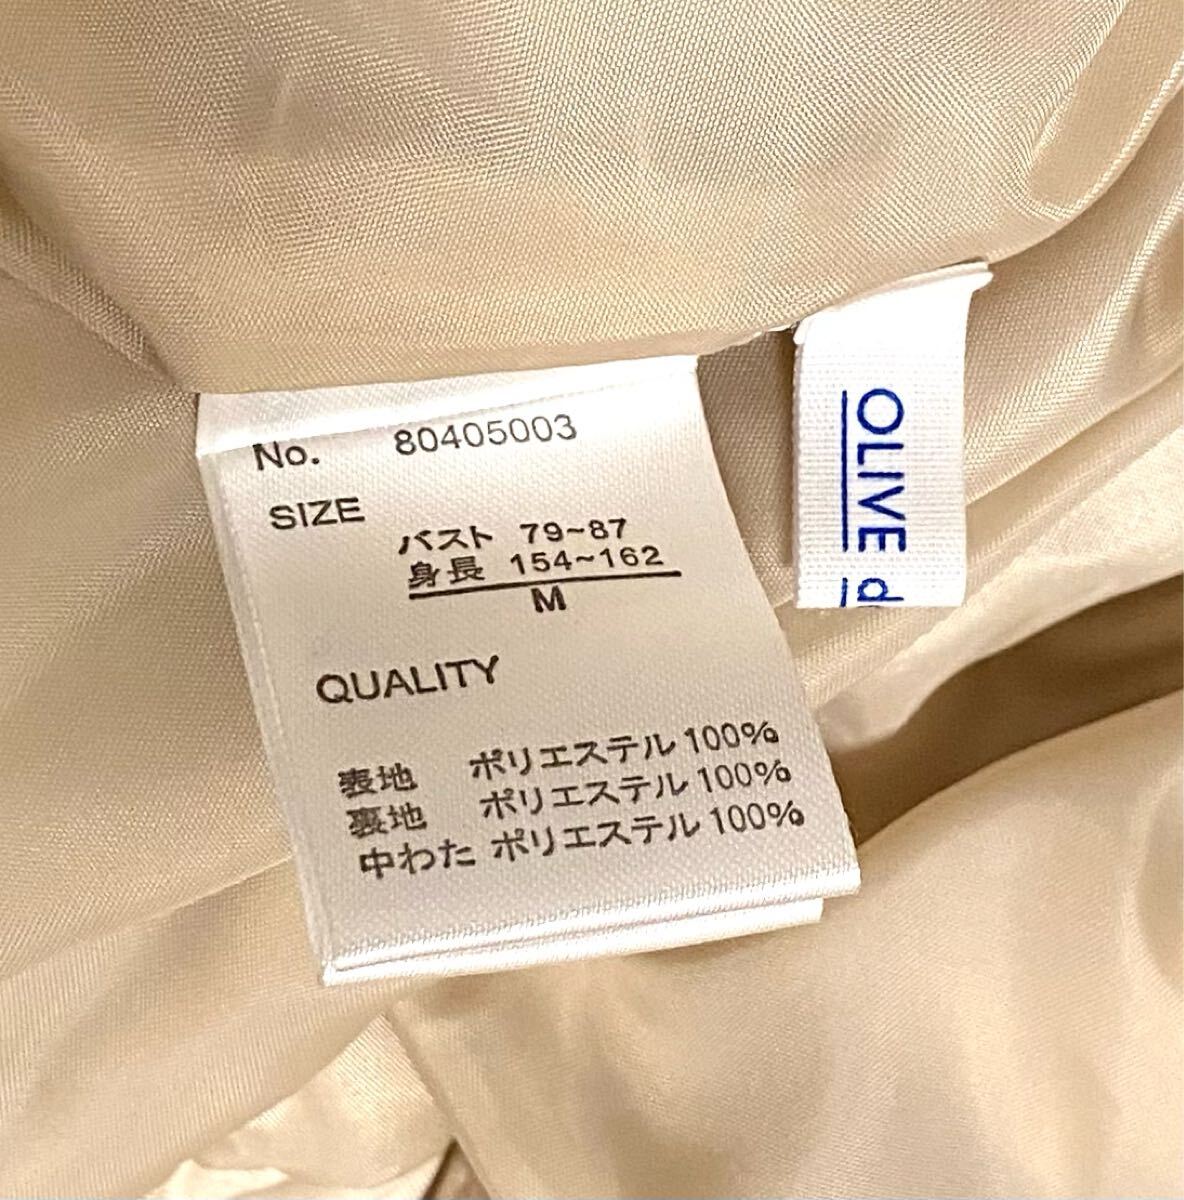 No. 80405003
SIZE
バスト 79~87
身長 154~162
M
QUALITY
表地 ポリエステル 100%
裏地 ポリエステル 100%
中わた ポリエステル 100%
OLIVE